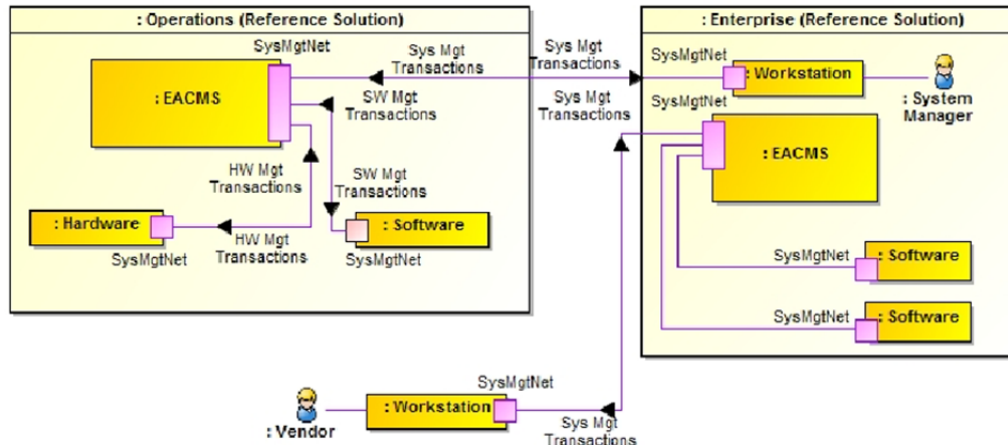 : Operations (Reference Solution)
SysMgtNet
: EACMS
Sys Mgt
Transactions
SW Mgt
Transactions
HW Mgt
Transactions
SW Mgt
Transactions
: Hardware
SysMgtNet
HW Mgt
Transactions
: Software
SysMgtNet
Sys Mgt
Transactions
Sys Mgt
Transactions
: Enterprise (Reference Solution)
SysMgtNet
: Workstation
: System
Manager
SysMgtNet
: EACMS
SysMgtNet
: Software
SysMgtNet
: Software
: Vendor
SysMgtNet
: Workstation
Sys Mgt
Transactions